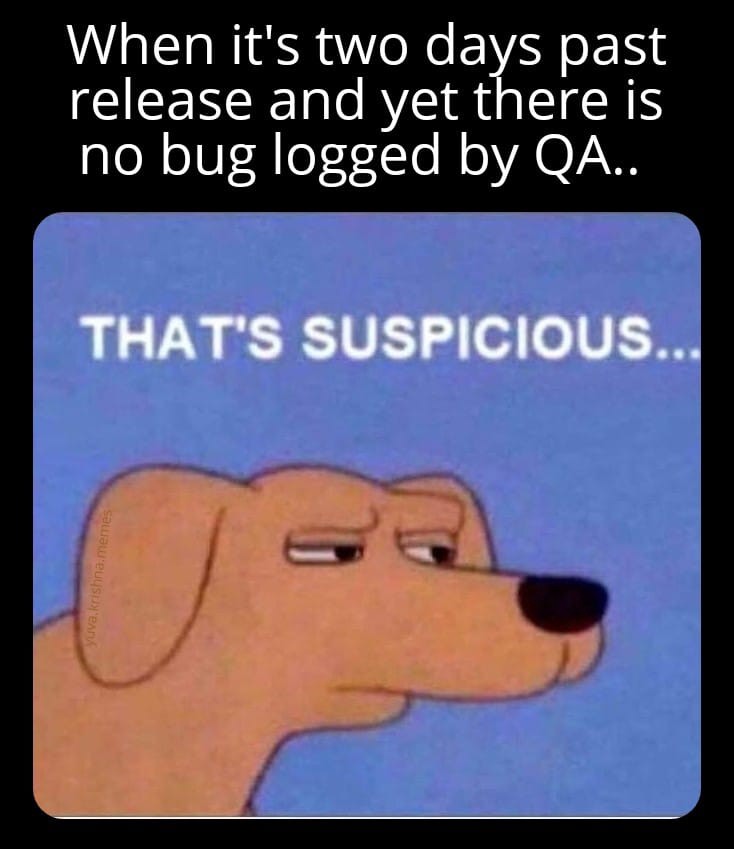 When it's two days past
release and yet there is
no bug logged by QA..
THAT'S SUSPICIOUS...
yuva.krishna.memes